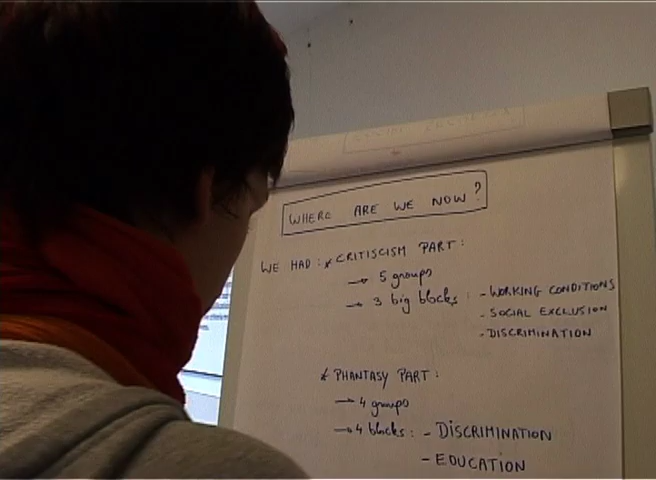 WHERE ARE WE NOW?
WE HAD: * CRITISCISM PART:
→ 5 groups
→ 3 big blocks: - WORKING CONDITIONS
- SOCIAL EXCLUSION
- DISCRIMINATION
* PHANTASY PART:
→ 4 groups
→ 4 blocks: - DISCRIMINATION
- EDUCATION